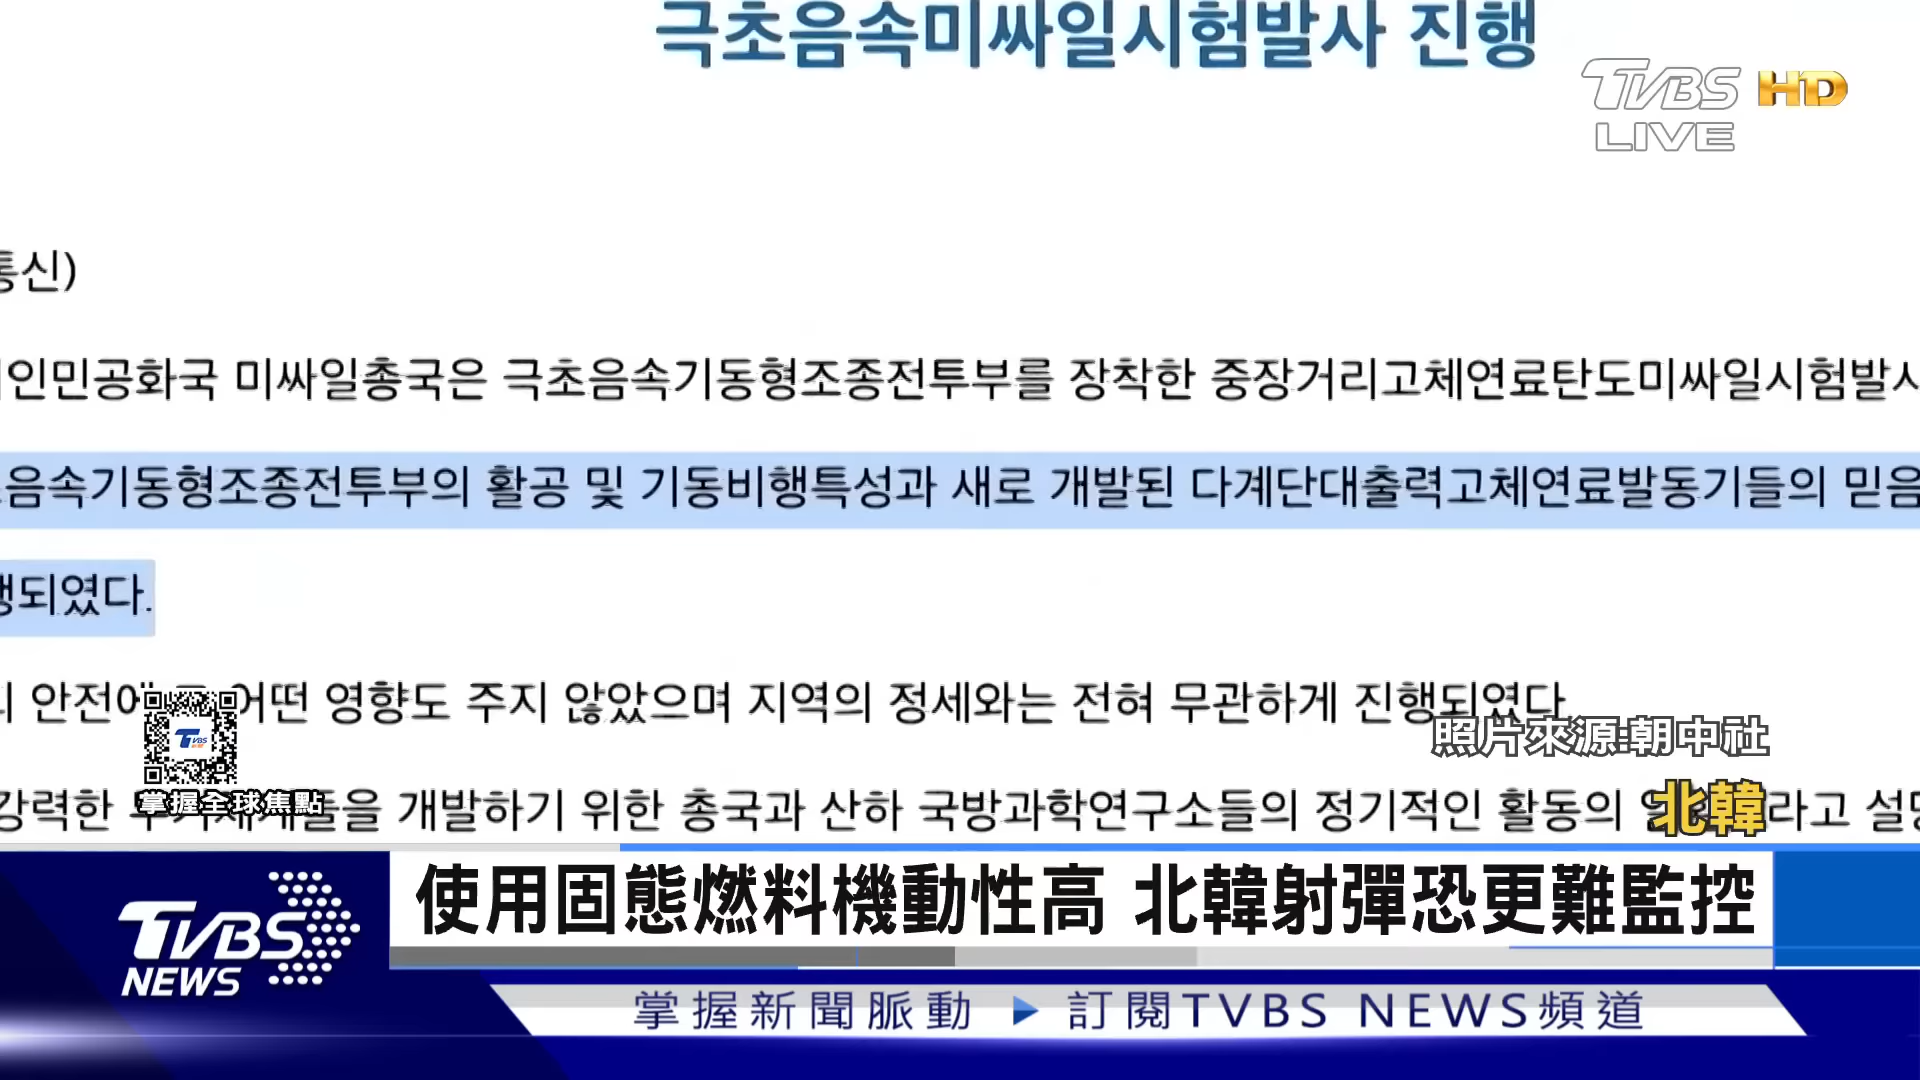 극초음속미싸일시험발사 진행
TVBS HD
LIVE
통신)
인민공화국 미싸일총국은 극초음속기동형조종전투부를 장착한 중장거리고체연료탄도미싸일시험발사
음속기동형조종전투부의 활공 및 기동비행특성과 새로 개발된 다계단대출력고체연료발동기들의 믿음
되였다.
안전에 어떤 영향도 주지 않았으며 지역의 정세와는 전혀 무관하게 진행되였다
照片來源:朝中社
TVBS
掌握全球焦點
강력한 개발하기 위한 총국과 산하 국방과학연구소들의 정기적인 활동의 라고
北韓
使用固態燃料機動性高 北韓射彈恐更難監控
TVBS
NEWS
掌握新聞脈動 ▶ 訂閱TVBS NEWS頻道